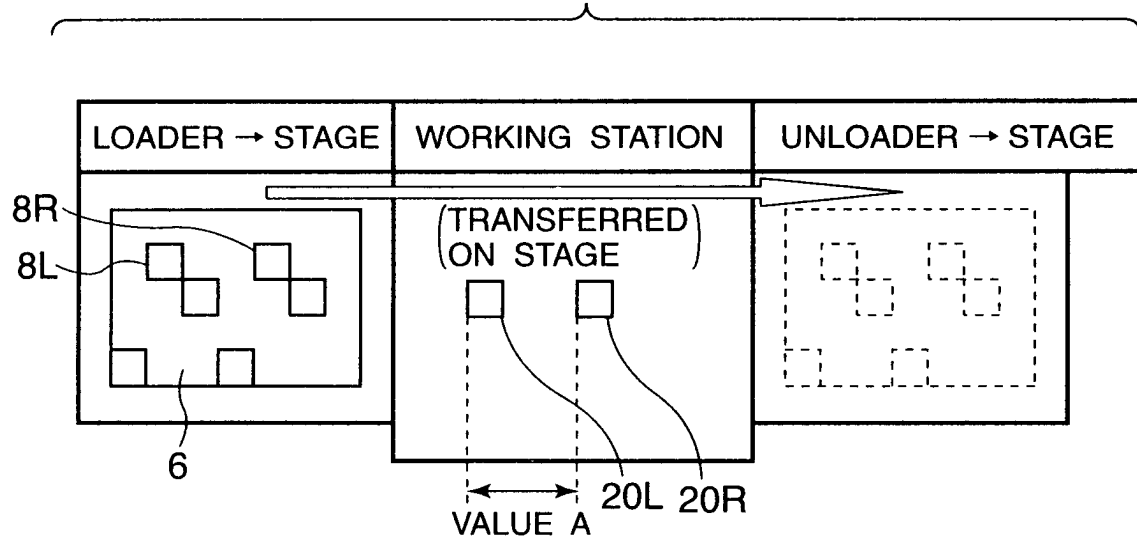 LOADER → STAGE
WORKING STATION
UNLOADER → STAGE
8R
8L
(TRANSFERRED
ON STAGE)
6
20L
20R
VALUE A